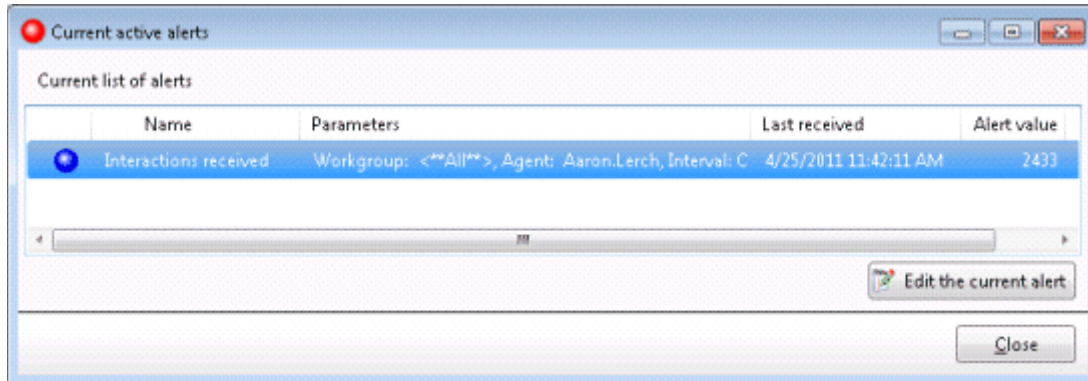 Current active alerts
Current list of alerts
Name Parameters Last received Alert value
Interactions received Workgroup: <**All**>, Agent: Aaron.Lerch, Interval: C 4/25/2011 11:42:11 AM 2433
Edit the current alert
Close